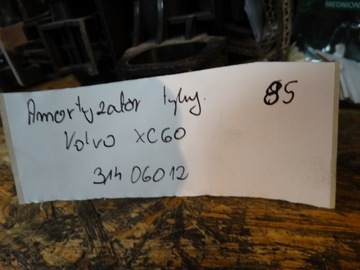 Amortyzator tylny. 85
Volvo XC60
31406012